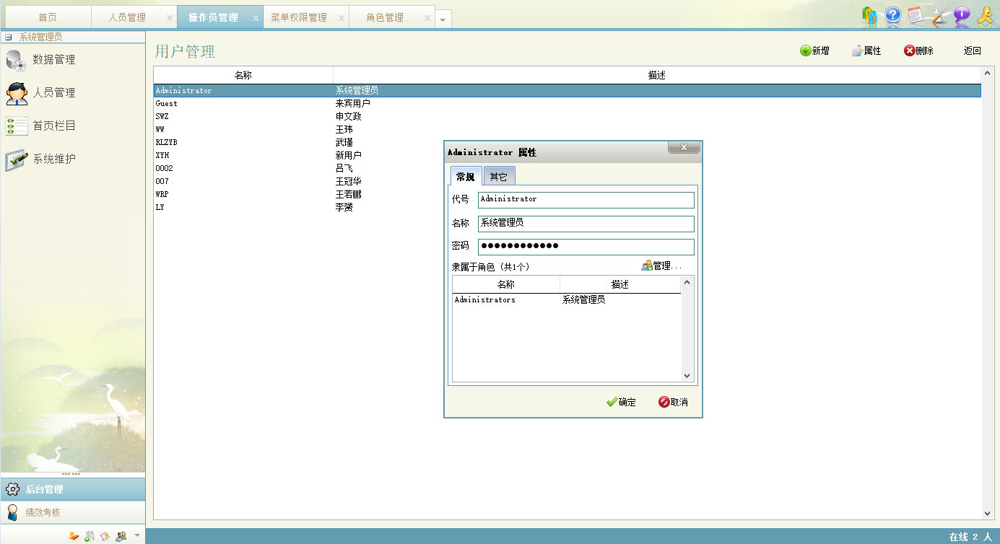 首页 人员管理 操作员管理 菜单权限管理 角色管理
系统管理员
数据管理
人员管理
首页栏目
系统维护
后台管理
绩效考核
用户管理
新增 属性 删除 返回
名称 描述
Administrator 系统管理员
Guest 来宾用户
SWZ 申文政
WW 王玮
RLZYB 武瑾
XYH 新用户
0002 吕飞
007 王冠华
WRP 王若鹏
LY 李赟
Administrator 属性
常规 其它
代号 Administrator
名称 系统管理员
密码 ●●●●●●●●●●●●
隶属于角色（共1个） 管理...
名称 描述
Administrators 系统管理员
确定 取消
在线 2 人